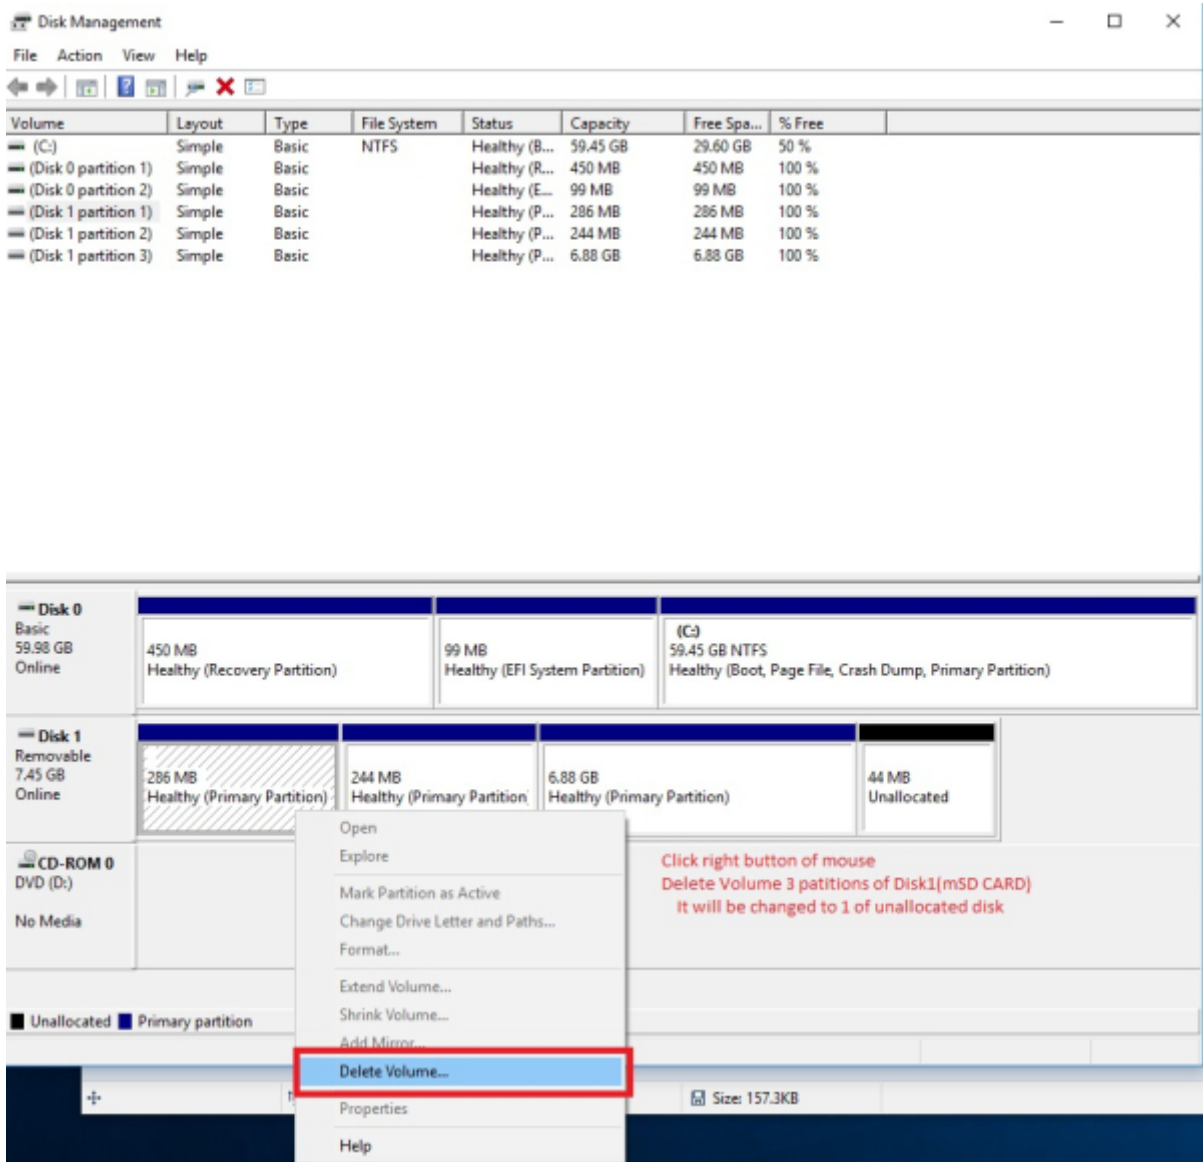 Disk Management
File Action View Help
Volume Layout Type File System Status Capacity Free Spa... % Free
(C:) Simple Basic NTFS Healthy (B... 59.45 GB 29.60 GB 50 %
(Disk 0 partition 1) Simple Basic Healthy (R... 450 MB 450 MB 100 %
(Disk 0 partition 2) Simple Basic Healthy (E... 99 MB 99 MB 100 %
(Disk 1 partition 1) Simple Basic Healthy (P... 286 MB 286 MB 100 %
(Disk 1 partition 2) Simple Basic Healthy (P... 244 MB 244 MB 100 %
(Disk 1 partition 3) Simple Basic Healthy (P... 6.88 GB 6.88 GB 100 %
Disk 0
Basic
59.98 GB
Online
450 MB
Healthy (Recovery Partition)
99 MB
Healthy (EFI System Partition)
(C:)
59.45 GB NTFS
Healthy (Boot, Page File, Crash Dump, Primary Partition)
Disk 1
Removable
7.45 GB
Online
286 MB
Healthy (Primary Partition)
244 MB
Healthy (Primary Partition
6.88 GB
Healthy (Primary Partition)
44 MB
Unallocated
CD-ROM 0
DVD (D:)
No Media
Open
Explore
Mark Partition as Active
Change Drive Letter and Paths...
Format...
Extend Volume...
Shrink Volume...
Add Mirror...
Delete Volume...
Properties
Help
Click right button of mouse
Delete Volume 3 patitions of Disk1(mSD CARD)
It will be changed to 1 of unallocated disk
Unallocated Primary partition
Size: 157.3KB